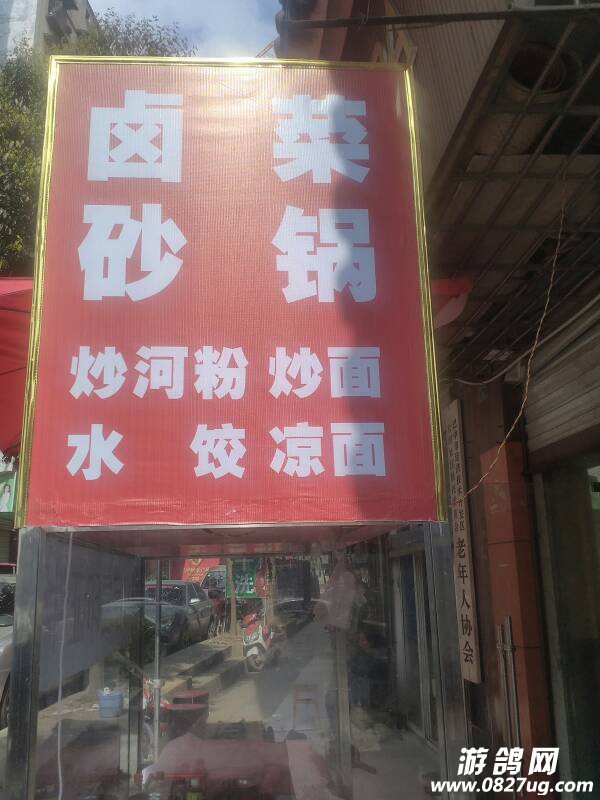 卤菜
砂锅
炒河粉 炒面
水饺 凉面
老年人协会
游鸽网
www.0827ug.com